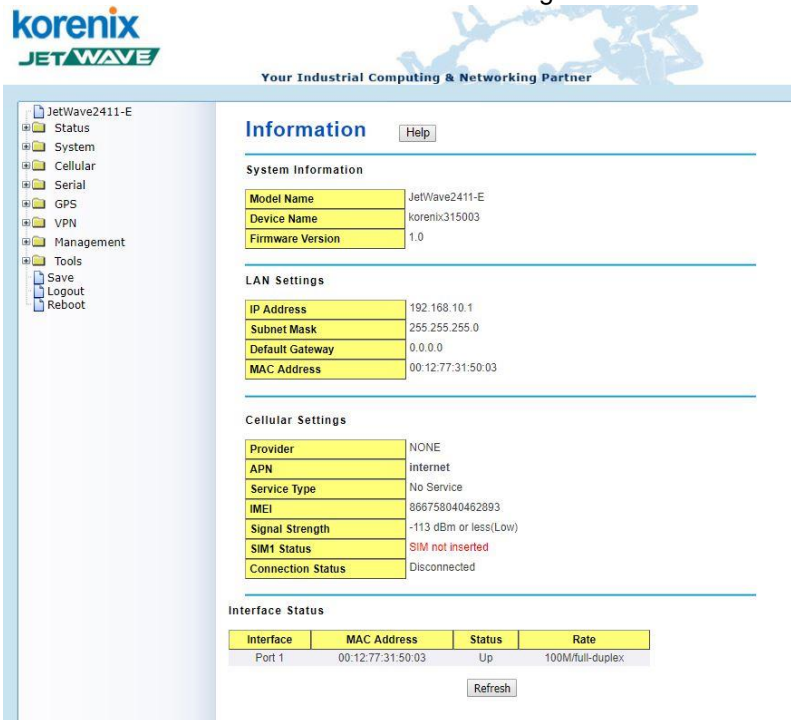 korenix
JETWAVE
Your Industrial Computing & Networking Partner
JetWave2411-E
Status
System
Cellular
Serial
GPS
VPN
Management
Tools
Save
Logout
Reboot
Information Help
System Information
Model Name JetWave2411-E
Device Name korenix315003
Firmware Version 1.0
LAN Settings
IP Address 192.168.10.1
Subnet Mask 255.255.255.0
Default Gateway 0.0.0.0
MAC Address 00:12:77:31:50:03
Cellular Settings
Provider NONE
APN internet
Service Type No Service
IMEI 866758040462893
Signal Strength -113 dBm or less(Low)
SIM1 Status SIM not inserted
Connection Status Disconnected
Interface Status
Interface MAC Address Status Rate
Port 1 00:12:77:31:50:03 Up 100M/full-duplex
Refresh